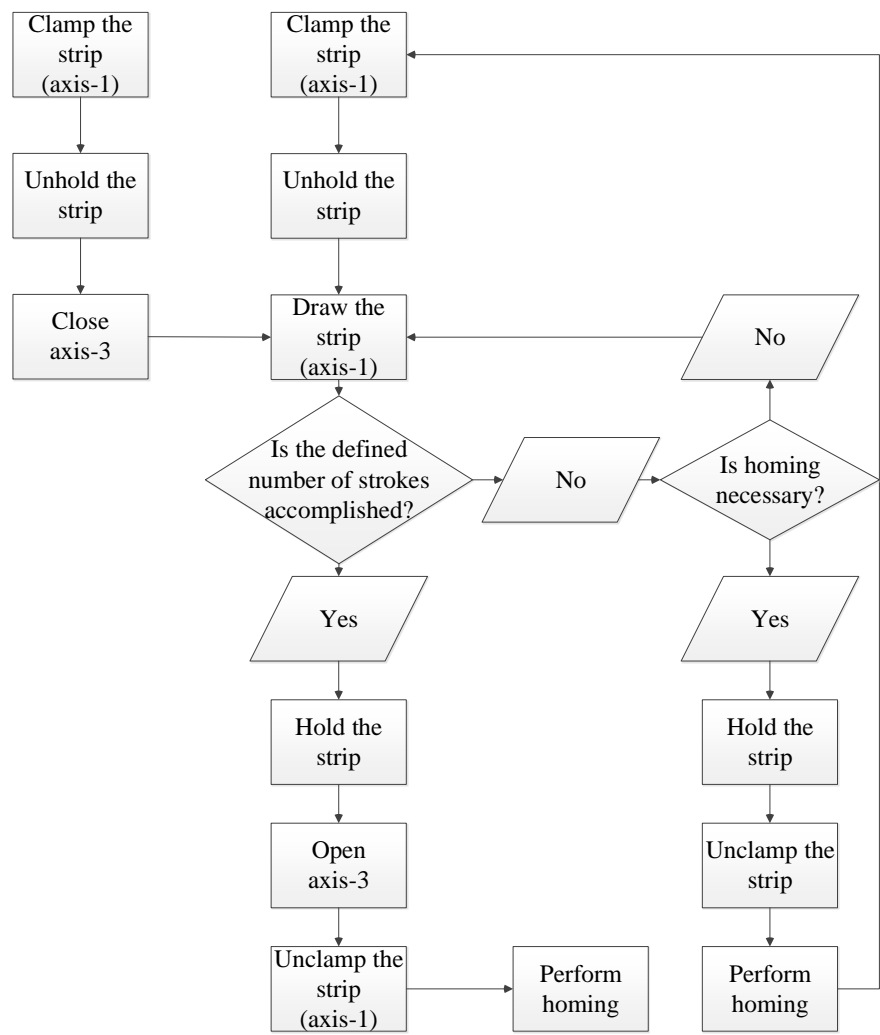 Clamp the
strip
(axis-1)
Clamp the
strip
(axis-1)
Unhold the
strip
Unhold the
strip
Close
axis-3
Draw the
strip
(axis-1)
No
Is the defined
number of strokes
accomplished?
No
Is homing
necessary?
Yes
Yes
Hold the
strip
Hold the
strip
Open
axis-3
Unclamp the
strip
Unclamp the
strip
(axis-1)
Perform
homing
Perform
homing